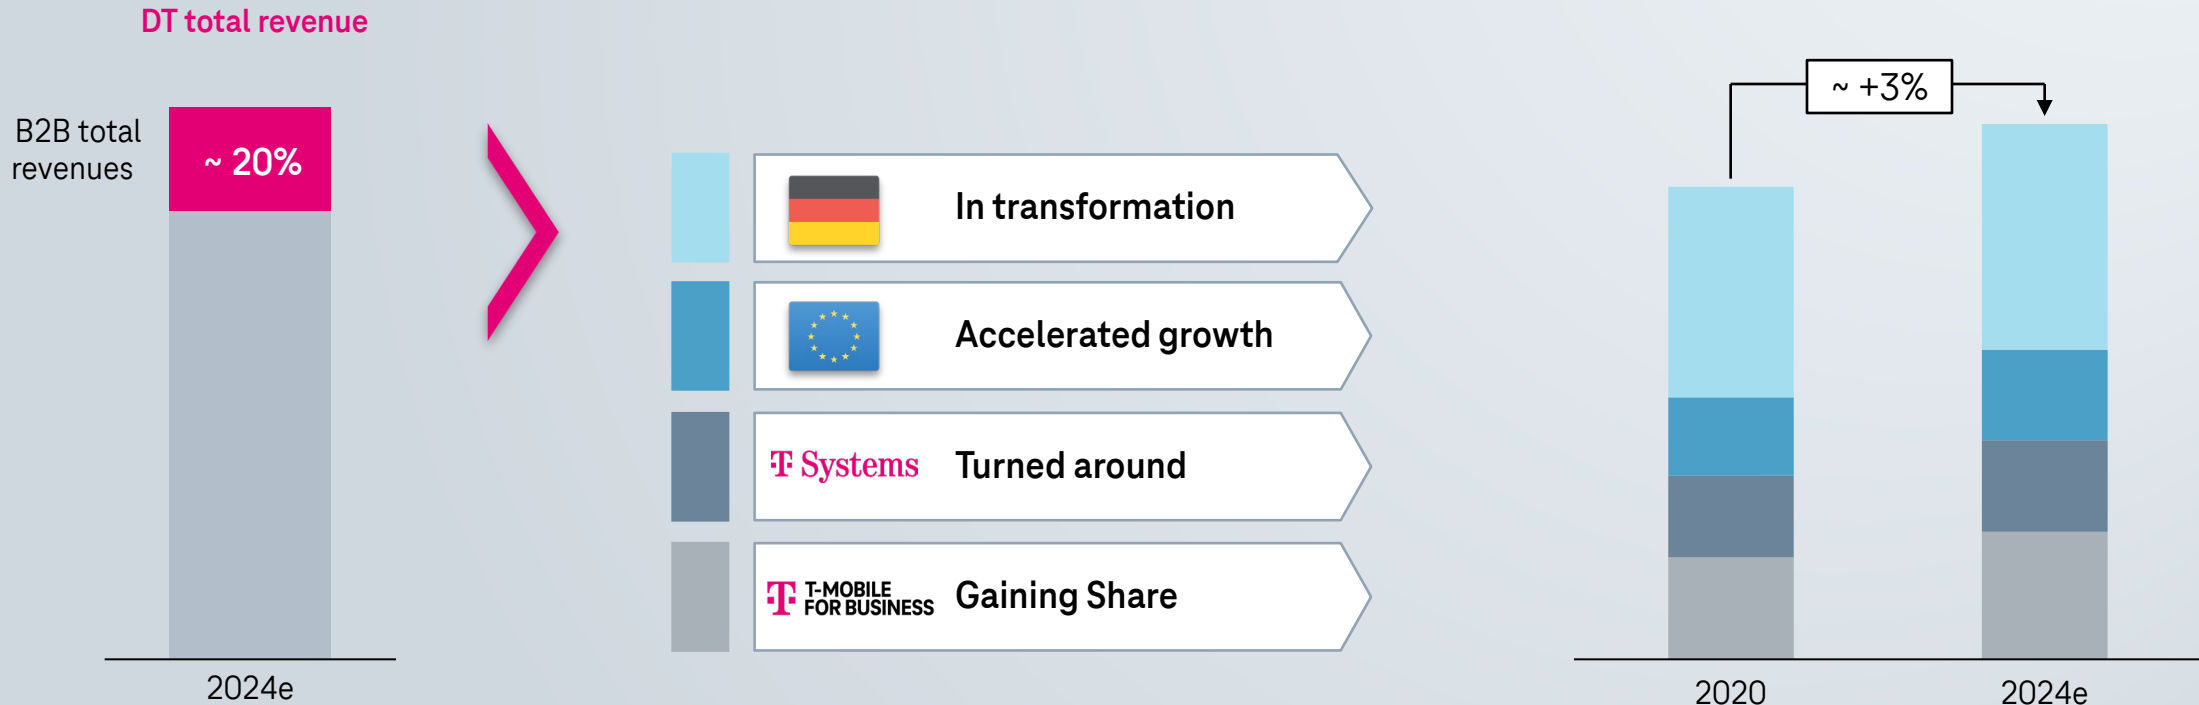 DT total revenue
B2B total
revenues
~ 20%
2024e
In transformation
Accelerated growth
T Systems
Turned around
T T-MOBILE
FOR BUSINESS
Gaining Share
~ +3%
2020
2024e